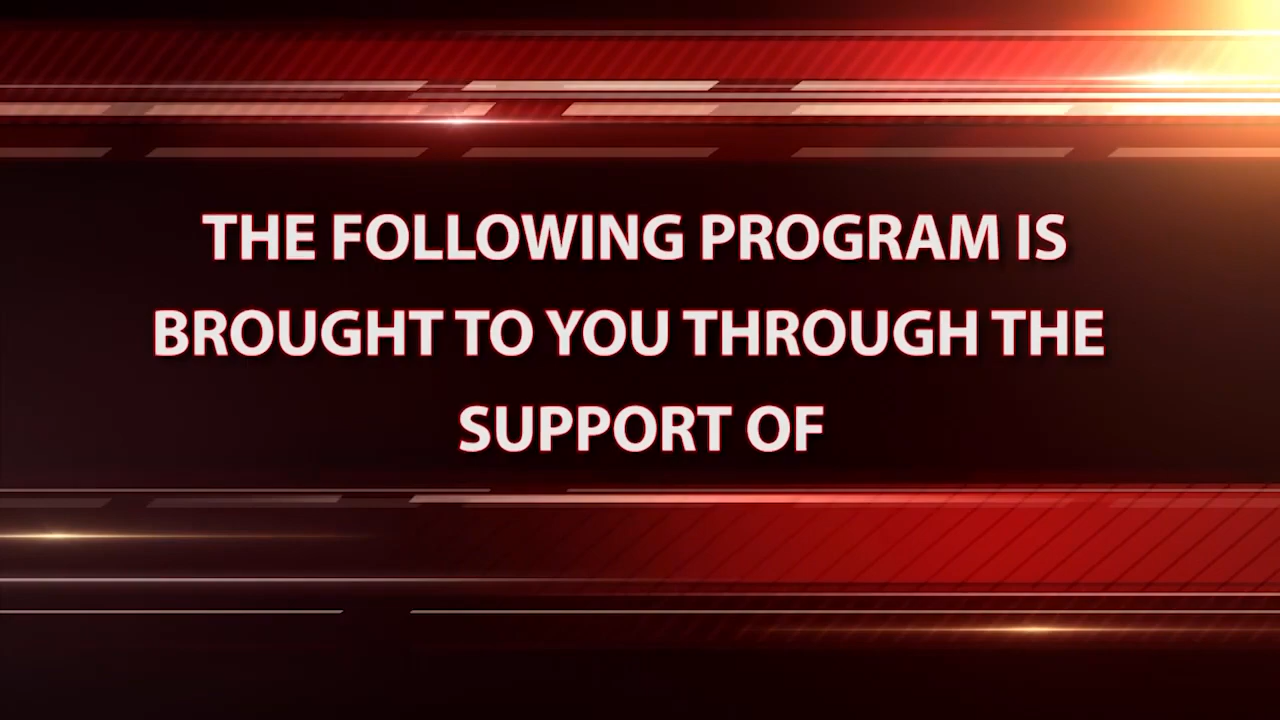 THE FOLLOWING PROGRAM IS
BROUGHT TO YOU THROUGH THE
SUPPORT OF